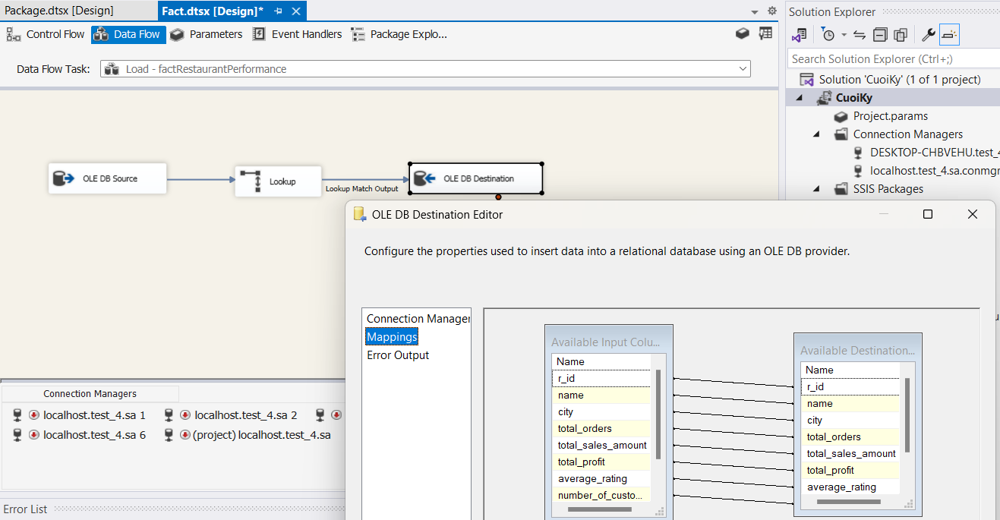 Package.dtsx [Design]
Fact.dtsx [Design]*
Solution Explorer
Control Flow
Data Flow
Parameters
Event Handlers
Package Explo...
Search Solution Explorer (Ctrl+;)
Data Flow Task:
Load - factRestaurantPerformance
Solution 'CuoiKy' (1 of 1 project)
CuoiKy
Project.params
Connection Managers
DESKTOP-CHBVEHU.test_4
localhost.test_4.sa.conmgr
SSIS Packages
OLE DB Source
Lookup
Lookup Match Output
OLE DB Destination
OLE DB Destination Editor
Configure the properties used to insert data into a relational database using an OLE DB provider.
Connection Manager
Mappings
Error Output
Available Input Colu...
Name
r_id
name
city
total_orders
total_sales_amount
total_profit
average_rating
number_of_custo...
Available Destination...
Name
r_id
name
city
total_orders
total_sales_amount
total_profit
average_rating
Connection Managers
localhost.test_4.sa 1
localhost.test_4.sa 2
localhost.test_4.sa 6
(project) localhost.test_4.sa
Error List